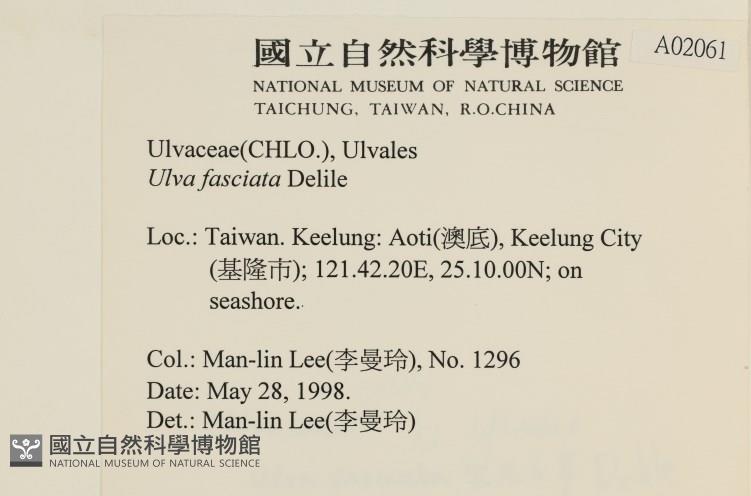 國立自然科學博物館
A02061
NATIONAL MUSEUM OF NATURAL SCIENCE
TAICHUNG, TAIWAN, R.O.CHINA
Ulvaceae(CHLO.), Ulvales
Ulva fasciata Delile
Loc.: Taiwan. Keelung: Aoti(澳底), Keelung City
(基隆市); 121.42.20E, 25.10.00N; on
seashore.
Col.: Man-lin Lee(李曼玲), No. 1296
Date: May 28, 1998.
Det.: Man-lin Lee(李曼玲)
國立自然科學博物館
NATIONAL MUSEUM OF NATURAL SCIENCE